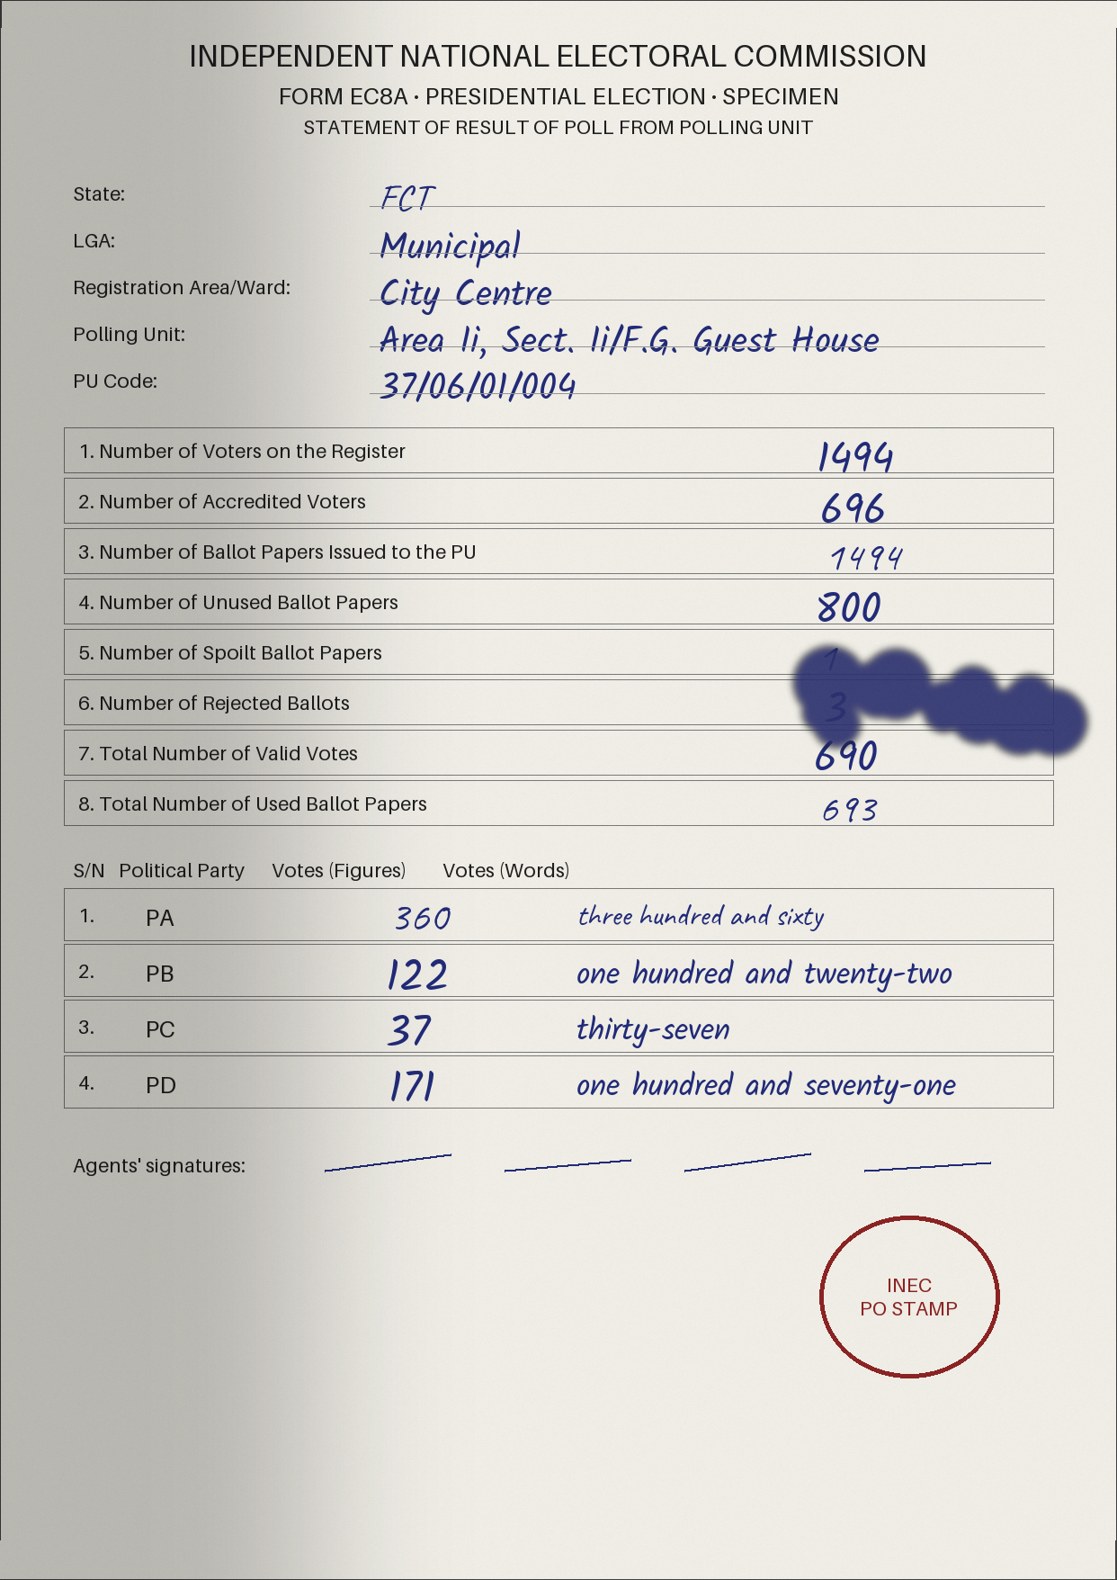 INDEPENDENT NATIONAL ELECTORAL COMMISSION
FORM EC8A · PRESIDENTIAL ELECTION · SPECIMEN
STATEMENT OF RESULT OF POLL FROM POLLING UNIT
State: FCT
LGA: Municipal
Registration Area/Ward: City Centre
Polling Unit: Area Ii, Sect. Ii/F.G. Guest House
PU Code: 37/06/01/004
1. Number of Voters on the Register 1494
2. Number of Accredited Voters 696
3. Number of Ballot Papers Issued to the PU 1494
4. Number of Unused Ballot Papers 800
5. Number of Spoilt Ballot Papers 1
6. Number of Rejected Ballots 3
7. Total Number of Valid Votes 690
8. Total Number of Used Ballot Papers 693
S/N Political Party Votes (Figures) Votes (Words)
1. PA 360 three hundred and sixty
2. PB 122 one hundred and twenty-two
3. PC 37 thirty-seven
4. PD 171 one hundred and seventy-one
Agents' signatures:
INEC
PO STAMP